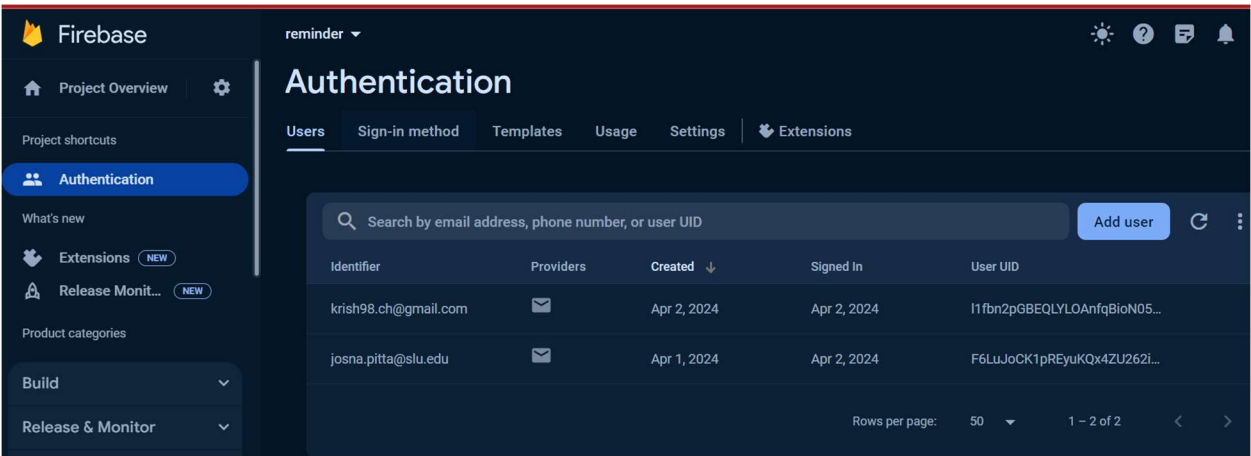 Firebase
reminder
Project Overview
Authentication
Project shortcuts
Users Sign-in method Templates Usage Settings Extensions
Authentication
What's new
Search by email address, phone number, or user UID Add user
Extensions NEW
Identifier Providers Created Signed In User UID
Release Monit... NEW
krish98.ch@gmail.com Apr 2, 2024 Apr 2, 2024 l1fbn2pGBEQLYLOAnfqBioN05...
Product categories
josna.pitta@slu.edu Apr 1, 2024 Apr 2, 2024 F6LuJoCK1pREyuKQx4ZU262i...
Build
Rows per page: 50 1 – 2 of 2
Release & Monitor